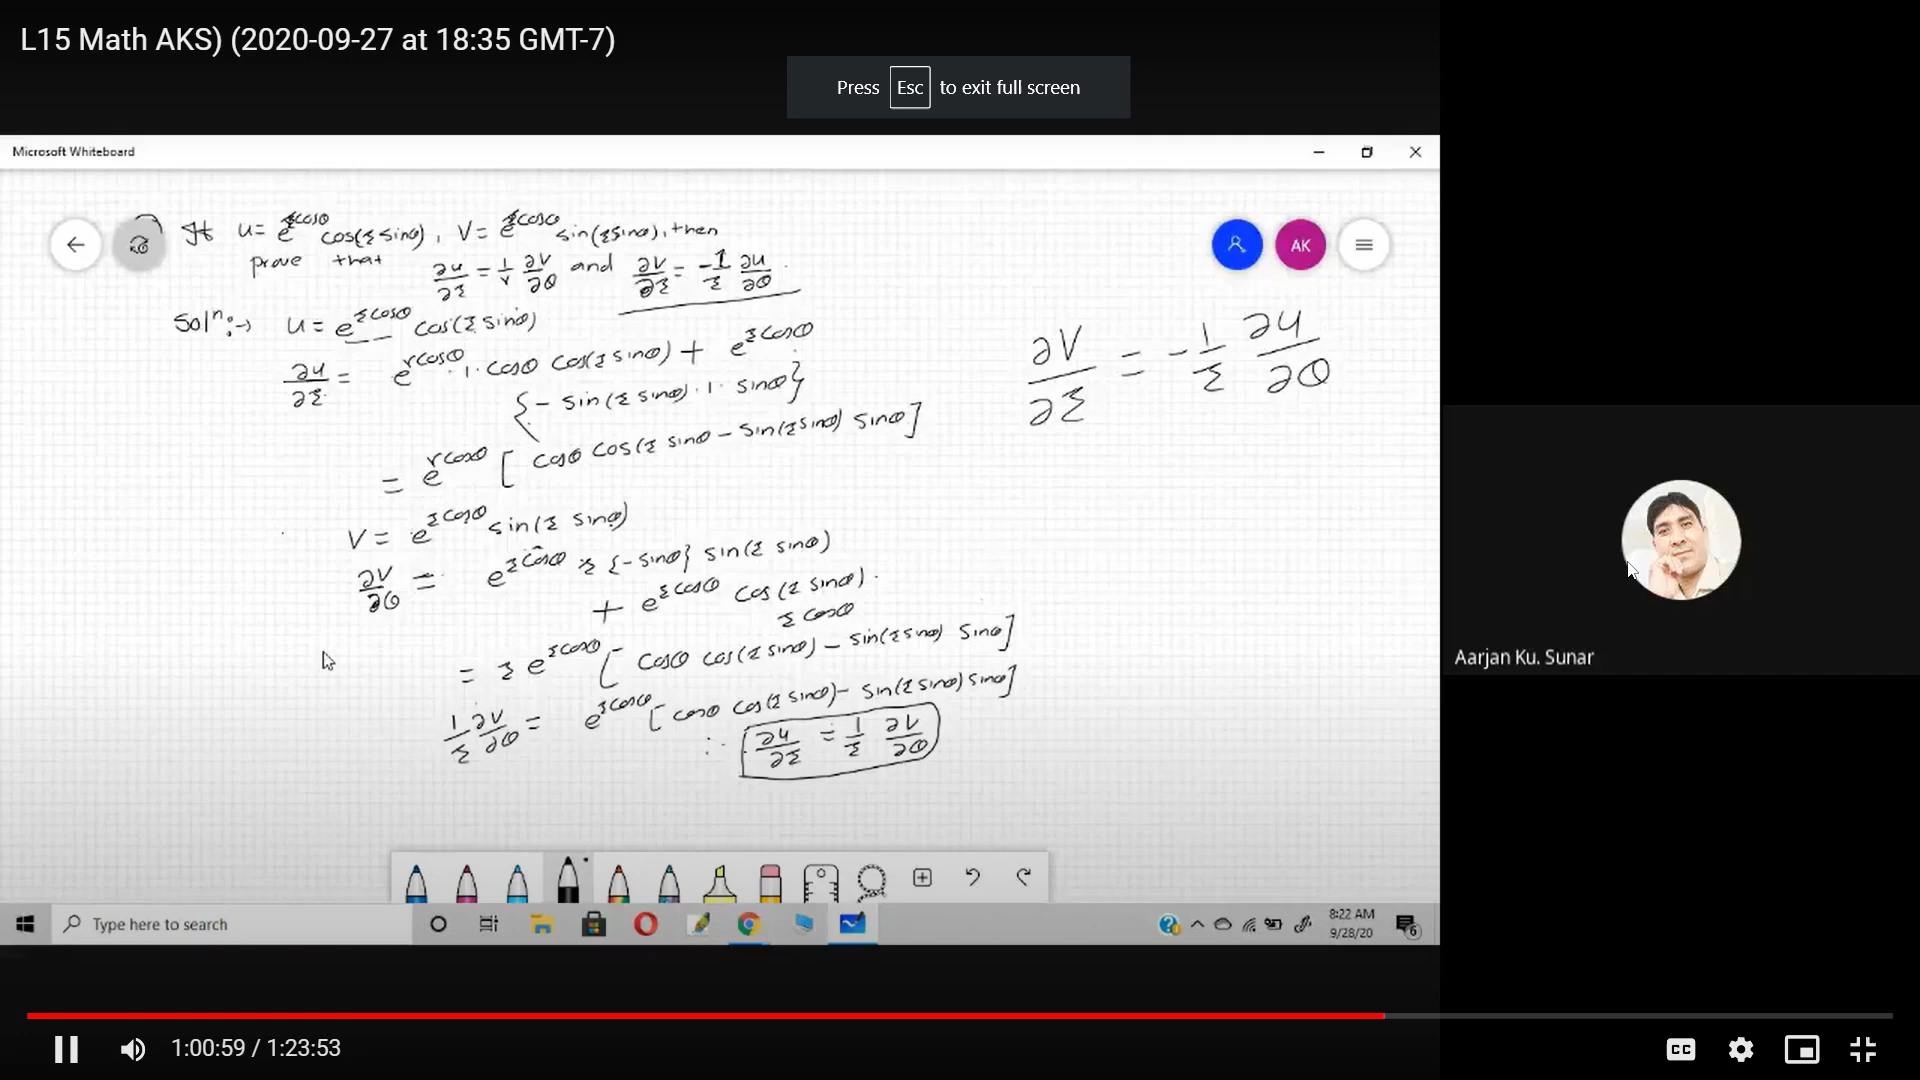 L15 Math AKS) (2020-09-27 at 18:35 GMT-7)
Press Esc to exit full screen
Microsoft Whiteboard
If u = e^{r cosθ} cos(r sinθ), V = e^{r cosθ} sin(r sinθ), then
prove that ∂u/∂r = 1/r ∂V/∂θ and ∂V/∂r = -1/r ∂u/∂θ.
AK
Solⁿ:→ u = e^{r cosθ} cos(r sinθ)
∂u/∂r = e^{r cosθ} · 1 · cosθ cos(r sinθ) + e^{r cosθ}
{- sin(r sinθ) · 1 · sinθ}
= e^{r cosθ} [cosθ cos(r sinθ - sin(r sinθ) sinθ]
V = e^{r cosθ} sin(r sinθ)
∂V/∂θ = e^{r cosθ} r {-sinθ} sin(r sinθ)
+ e^{r cosθ} cos(r sinθ).
r cosθ
= r e^{r cosθ} [cosθ cos(r sinθ) - sin(r sinθ) sinθ]
1/r ∂V/∂θ = e^{r cosθ} [cosθ cos(r sinθ) - sin(r sinθ) sinθ]
∴ ∂u/∂r = 1/r ∂V/∂θ
∂V/∂r = -1/r ∂u/∂θ
Aarjan Ku. Sunar
Type here to search
8:22 AM
9/28/20
6
1:00:59 / 1:23:53
CC